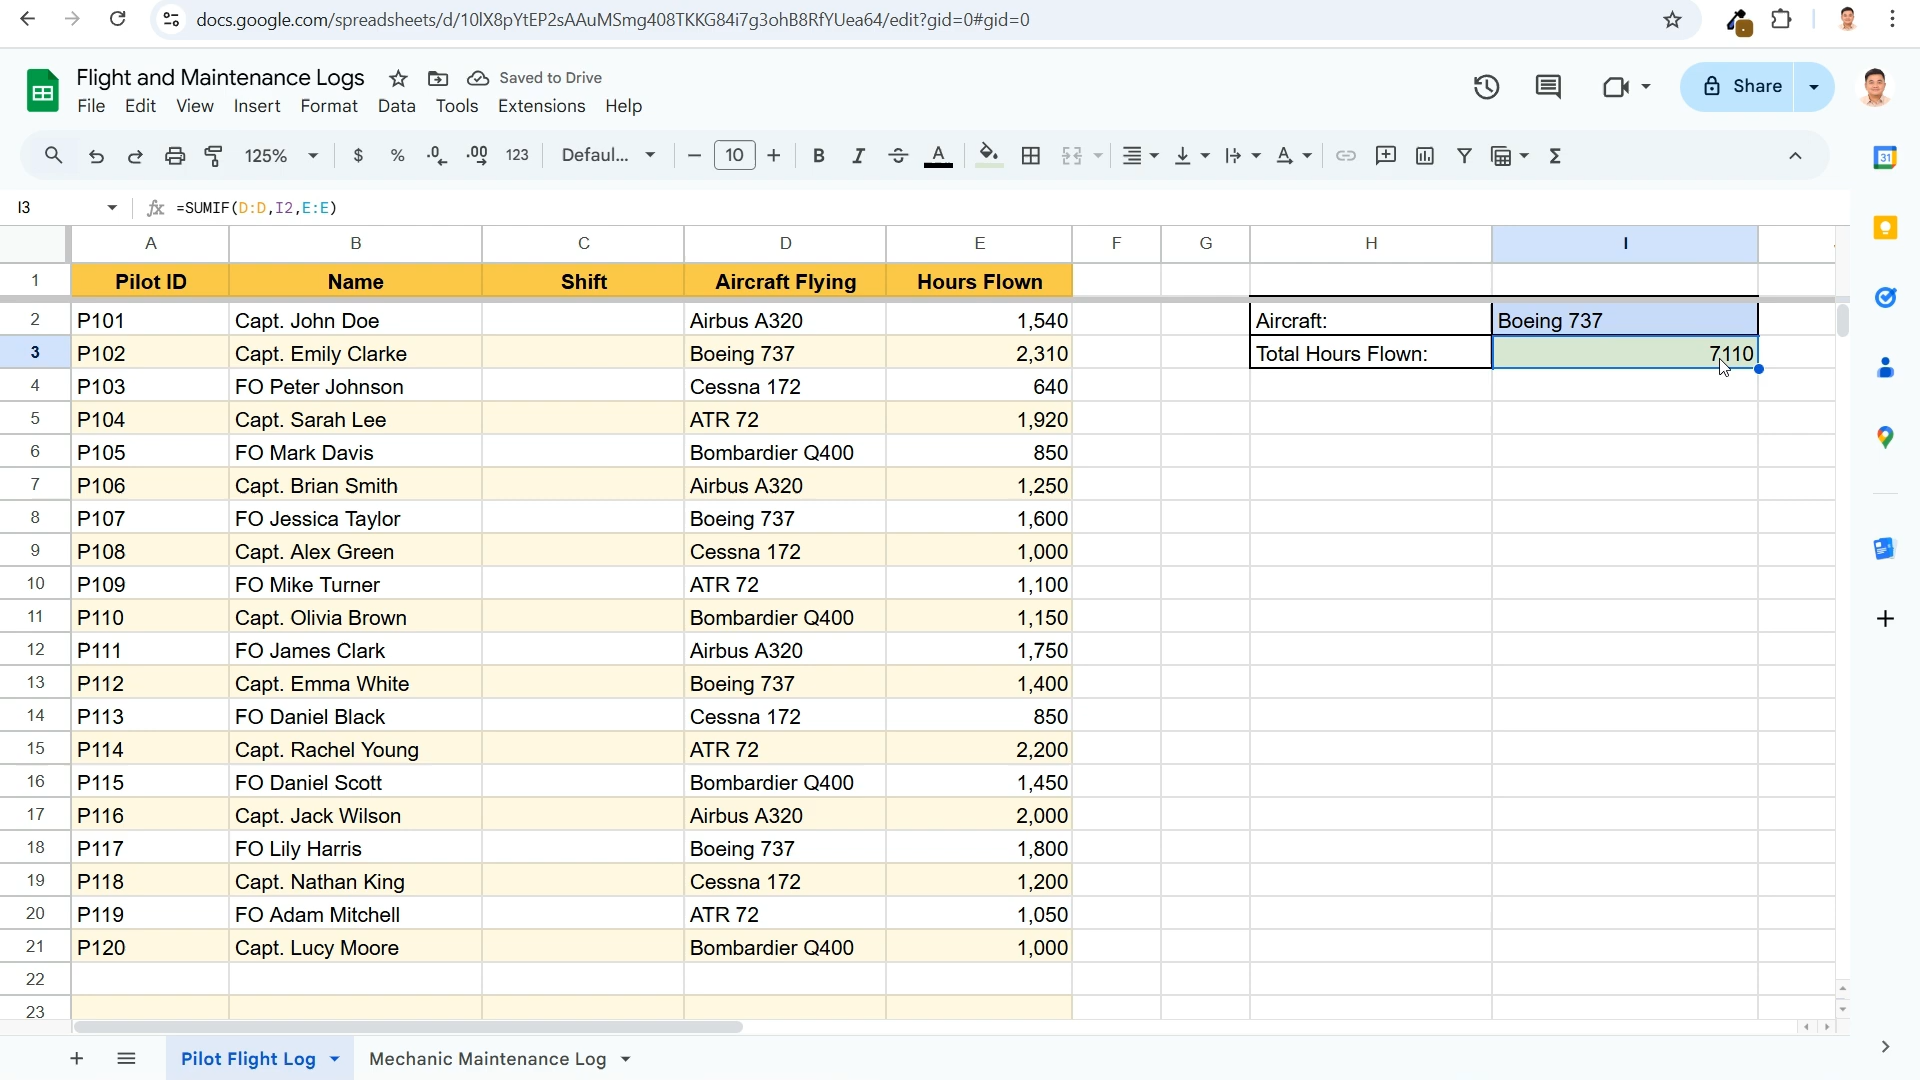 docs.google.com/spreadsheets/d/10lX8pYtEP2sAAuMSmg408TKKG84i7g3ohB8RfYUea64/edit?gid=0#gid=0
Flight and Maintenance Logs Saved to Drive
File Edit View Insert Format Data Tools Extensions Help
Share
125% $ % .0 .00 123 Defaul... 10 B I S A
31
I3 =SUMIF(D:D,I2,E:E)
A B C D E F G H I
1 Pilot ID Name Shift Aircraft Flying Hours Flown
2 P101 Capt. John Doe Airbus A320 1,540 Aircraft: Boeing 737
3 P102 Capt. Emily Clarke Boeing 737 2,310 Total Hours Flown: 7110
4 P103 FO Peter Johnson Cessna 172 640
5 P104 Capt. Sarah Lee ATR 72 1,920
6 P105 FO Mark Davis Bombardier Q400 850
7 P106 Capt. Brian Smith Airbus A320 1,250
8 P107 FO Jessica Taylor Boeing 737 1,600
9 P108 Capt. Alex Green Cessna 172 1,000
10 P109 FO Mike Turner ATR 72 1,100
11 P110 Capt. Olivia Brown Bombardier Q400 1,150
12 P111 FO James Clark Airbus A320 1,750
13 P112 Capt. Emma White Boeing 737 1,400
14 P113 FO Daniel Black Cessna 172 850
15 P114 Capt. Rachel Young ATR 72 2,200
16 P115 FO Daniel Scott Bombardier Q400 1,450
17 P116 Capt. Jack Wilson Airbus A320 2,000
18 P117 FO Lily Harris Boeing 737 1,800
19 P118 Capt. Nathan King Cessna 172 1,200
20 P119 FO Adam Mitchell ATR 72 1,050
21 P120 Capt. Lucy Moore Bombardier Q400 1,000
22
23
Pilot Flight Log Mechanic Maintenance Log